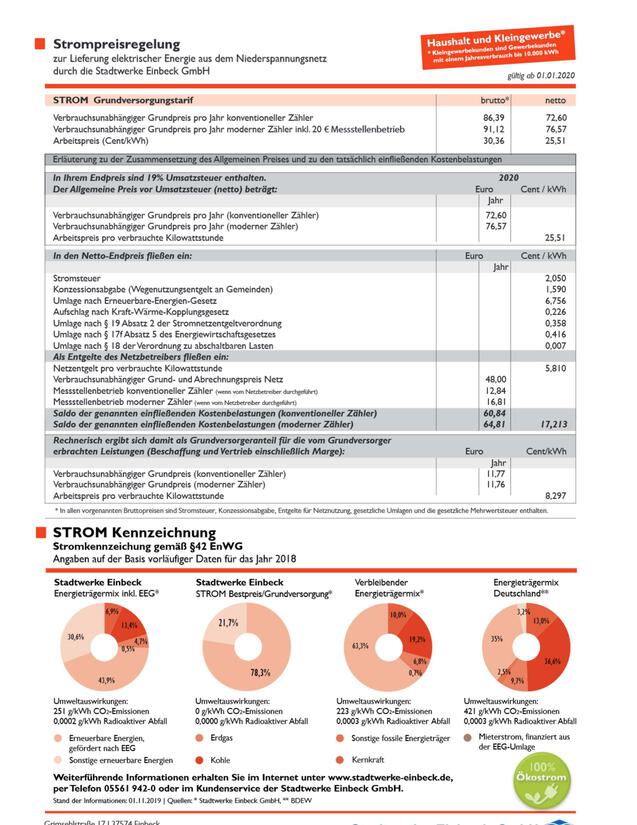 Strompreisregelung
zur Lieferung elektrischer Energie aus dem Niederspannungsnetz
durch die Stadtwerke Einbeck GmbH
Haushalt und Kleingewerbe*
* Kleingewerbekunden sind Gewerbekunden
mit einem Jahresverbrauch bis 10.000 kWh
gültig ab 01.01.2020
STROM Grundversorgungstarif brutto* netto
Verbrauchsunabhängiger Grundpreis pro Jahr konventioneller Zähler 86,39 72,60
Verbrauchsunabhängiger Grundpreis pro Jahr moderner Zähler inkl. 20 € Messstellenbetrieb 91,12 76,57
Arbeitspreis (Cent/kWh) 30,36 25,51
Erläuterung zu der Zusammensetzung des Allgemeinen Preises und zu den tatsächlich einfließenden Kostenbelastungen
In Ihrem Endpreis sind 19% Umsatzsteuer enthalten. 2020
Der Allgemeine Preis vor Umsatzsteuer (netto) beträgt: Euro Cent / kWh
Jahr
Verbrauchsunabhängiger Grundpreis pro Jahr (konventioneller Zähler) 72,60
Verbrauchsunabhängiger Grundpreis pro Jahr (moderner Zähler) 76,57
Arbeitspreis pro verbrauchte Kilowattstunde 25,51
In den Netto-Endpreis fließen ein: Euro Cent / kWh
Jahr
Stromsteuer 2,050
Konzessionsabgabe (Wegenutzungsentgelt an Gemeinden) 1,590
Umlage nach Erneuerbare-Energien-Gesetz 6,756
Aufschlag nach Kraft-Wärme-Kopplungsgesetz 0,226
Umlage nach § 19 Absatz 2 der Stromnetzentgeltverordnung 0,358
Umlage nach § 17f Absatz 5 des Energiewirtschaftsgesetzes 0,416
Umlage nach § 18 der Verordnung zu abschaltbaren Lasten 0,007
Als Entgelte des Netzbetreibers fließen ein:
Netzentgelt pro verbrauchte Kilowattstunde 5,810
Verbrauchsunabhängiger Grund- und Abrechnungspreis Netz 48,00
Messstellenbetrieb konventioneller Zähler (wenn vom Netzbetreiber durchgeführt) 12,84
Messstellenbetrieb moderner Zähler (wenn vom Netzbetreiber durchgeführt) 16,81
Saldo der genannten einfließenden Kostenbelastungen (konventioneller Zähler) 60,84
Saldo der genannten einfließenden Kostenbelastungen (moderner Zähler) 64,81 17,213
Rechnerisch ergibt sich damit als Grundversorgeranteil für die vom Grundversorger
erbrachten Leistungen (Beschaffung und Vertrieb einschließlich Marge): Euro Cent/kWh
Jahr
Verbrauchsunabhängiger Grundpreis (konventioneller Zähler) 11,77
Verbrauchsunabhängiger Grundpreis (moderner Zähler) 11,76
Arbeitspreis pro verbrauchte Kilowattstunde 8,297
* In allen vorgenannten Bruttopreisen sind Stromsteuer, Konzessionsabgabe, Entgelte für Netznutzung, gesetzliche Umlagen und die gesetzliche Mehrwertsteuer enthalten.
STROM Kennzeichnung
Stromkennzeichung gemäß §42 EnWG
Angaben auf der Basis vorläufiger Daten für das Jahr 2018
Stadtwerke Einbeck
Energieträgermix inkl. EEG*
6,9%
13,4%
4,7%
0,5%
43,9%
30,6%
Umweltauswirkungen:
251 g/kWh CO2-Emissionen
0,0002 g/kWh Radioaktiver Abfall
Stadtwerke Einbeck
STROM Bestpreis/Grundversorgung*
21,7%
78,3%
Umweltauswirkungen:
0 g/kWh CO2-Emissionen
0,0000 g/kWh Radioaktiver Abfall
Verbleibender
Energieträgermix*
10,0%
19,2%
6,8%
0,7%
63,3%
Umweltauswirkungen:
223 g/kWh CO2-Emissionen
0,0003 g/kWh Radioaktiver Abfall
Energieträgermix
Deutschland**
3,2%
13,0%
36,6%
9,7%
2,5%
35%
Umweltauswirkungen:
421 g/kWh CO2-Emissionen
0,0003 g/kWh Radioaktiver Abfall
Erneuerbare Energien,
gefördert nach EEG
Sonstige erneuerbare Energien
Erdgas
Kohle
Sonstige fossile Energieträger
Kernkraft
Mieterstrom, finanziert aus
der EEG-Umlage
Weiterführende Informationen erhalten Sie im Internet unter www.stadtwerke-einbeck.de,
per Telefon 05561 942-0 oder im Kundenservice der Stadtwerke Einbeck GmbH.
Stand der Informationen: 01.11.2019 | Quellen: * Stadtwerke Einbeck GmbH, ** BDEW
100%
Ökostrom
Grimsehlstraße 17 | 37574 Einbeck